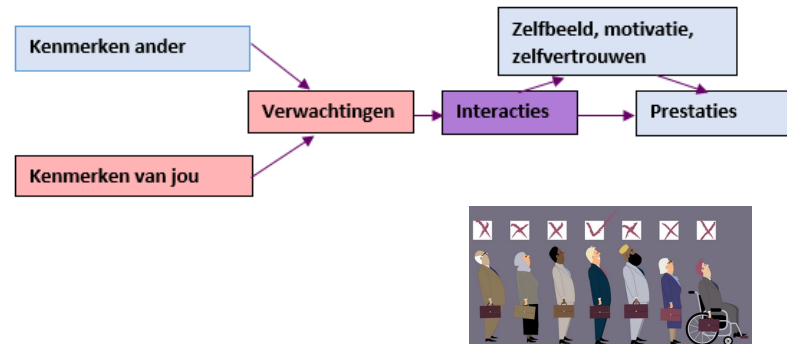 Kenmerken ander
Zelfbeeld, motivatie,
zelfvertrouwen
Verwachtingen
Interacties
Prestaties
Kenmerken van jou